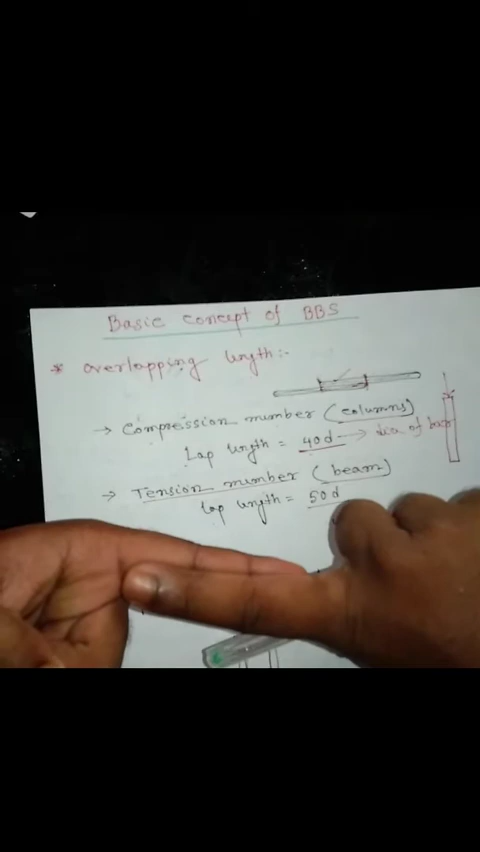 Basic concept of BBS
* overlapping length:-
→ Compression member (columns)
Lap length = 40d → dia of bar
→ Tension member (beam)
lap length = 50d